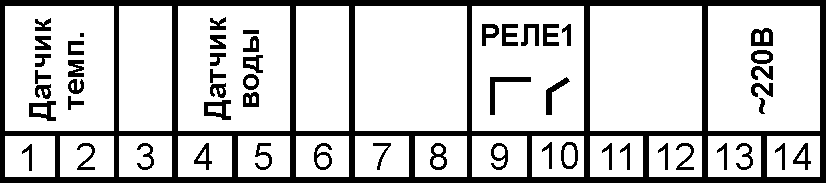 Датчик
темп.
Датчик
воды
РЕЛЕ1
~220В
1 2 3 4 5 6 7 8 9 10 11 12 13 14